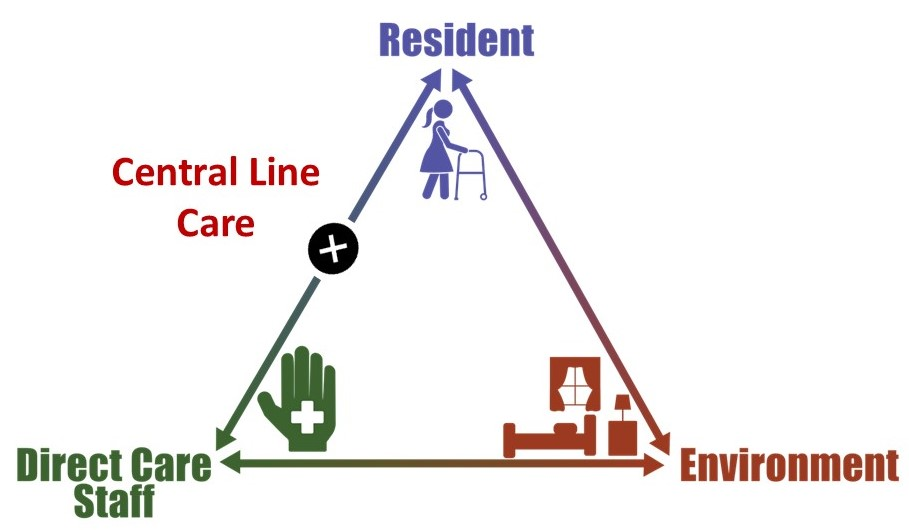 Resident
Central Line
Care
Direct Care
Staff
Environment